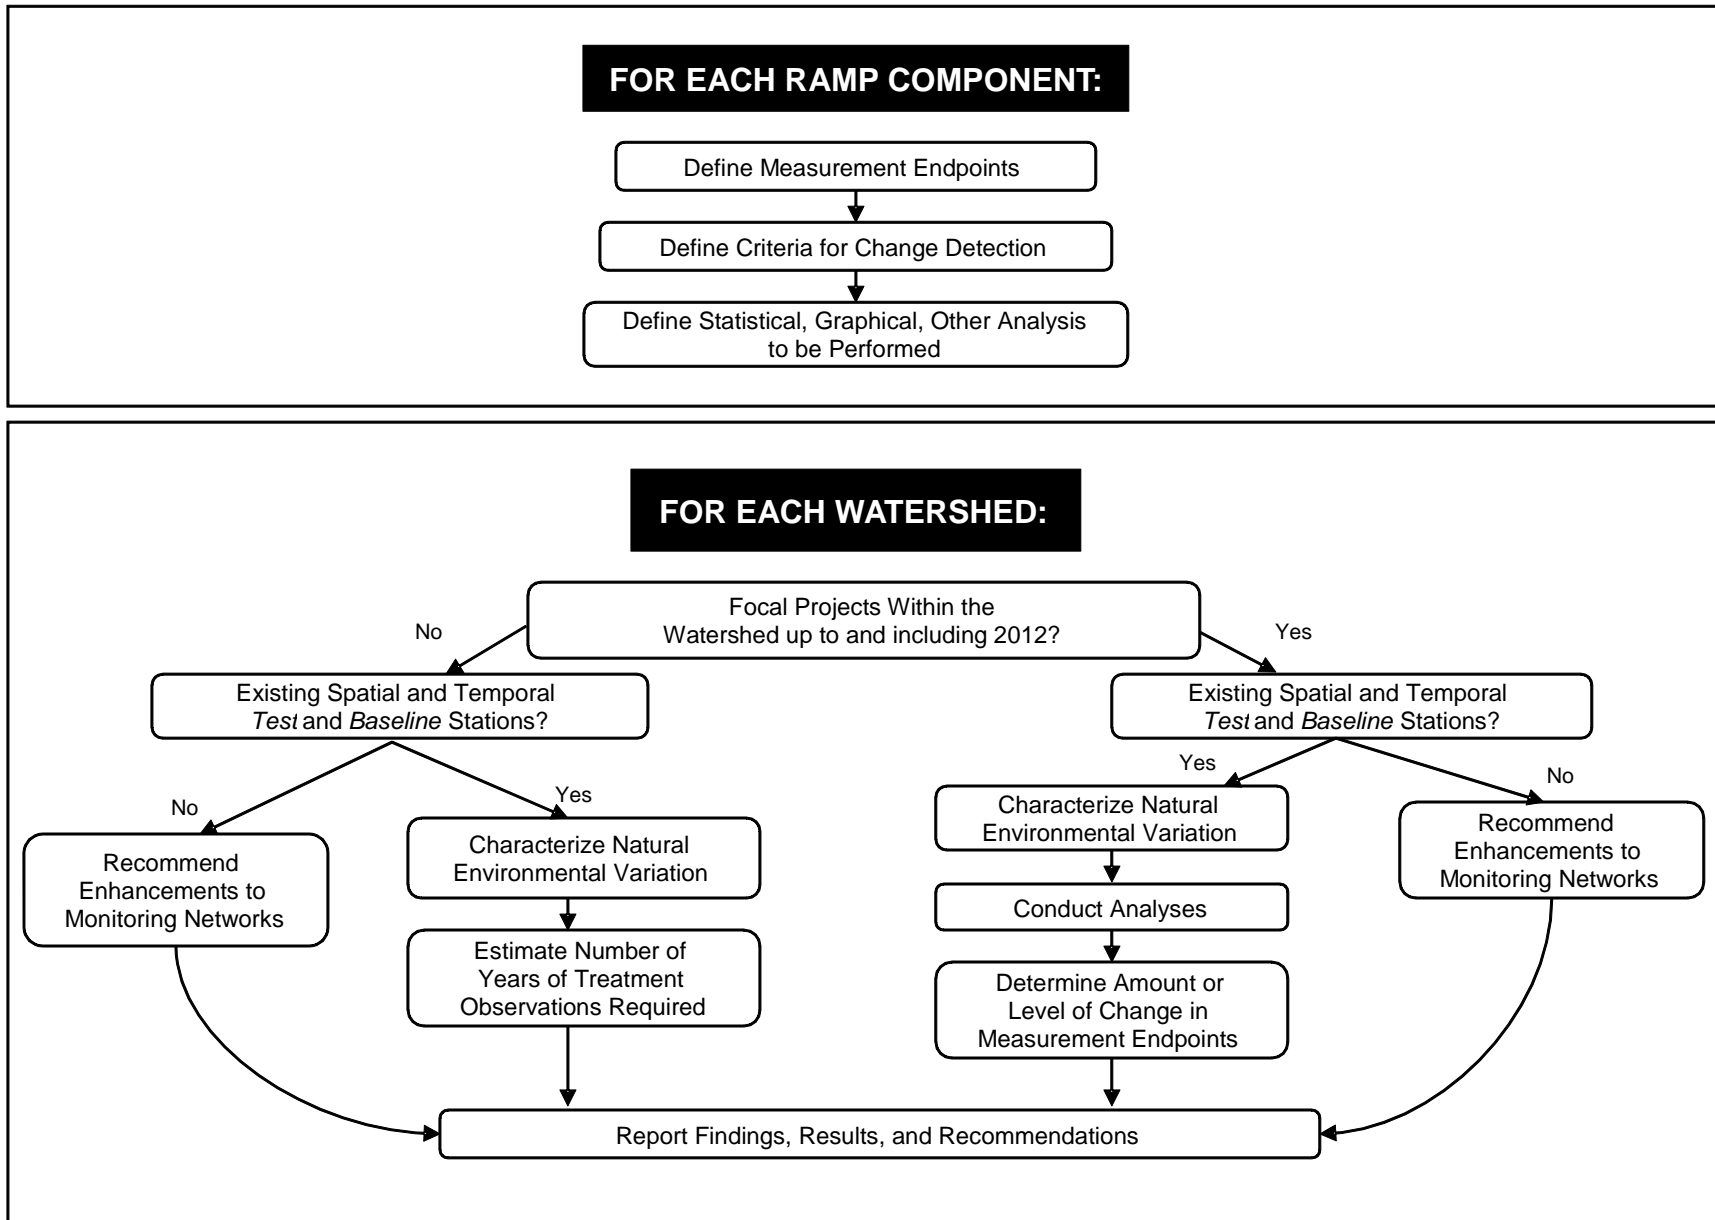 FOR EACH RAMP COMPONENT:
Define Measurement Endpoints
Define Criteria for Change Detection
Define Statistical, Graphical, Other Analysis
to be Performed
FOR EACH WATERSHED:
Focal Projects Within the
Watershed up to and including 2012?
No
Yes
Existing Spatial and Temporal
Test and Baseline Stations?
Existing Spatial and Temporal
Test and Baseline Stations?
No
Yes
Yes
No
Recommend
Enhancements to
Monitoring Networks
Characterize Natural
Environmental Variation
Estimate Number of
Years of Treatment
Observations Required
Characterize Natural
Environmental Variation
Conduct Analyses
Determine Amount or
Level of Change in
Measurement Endpoints
Recommend
Enhancements to
Monitoring Networks
Report Findings, Results, and Recommendations